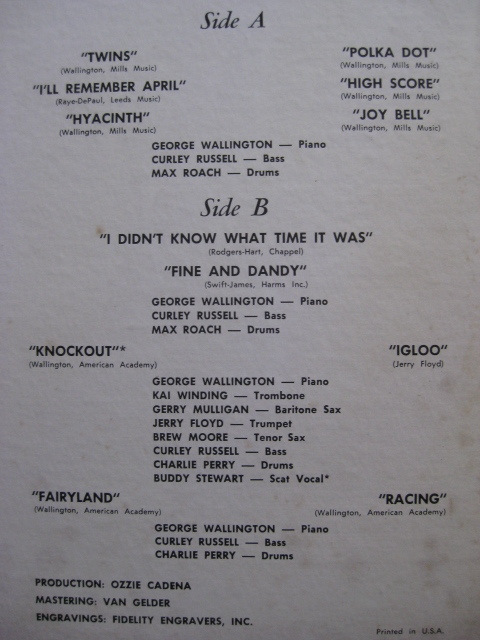 Side A
"TWINS"
(Wallington, Mills Music)
"POLKA DOT"
(Wallington, Mills Music)
"I'LL REMEMBER APRIL"
(Raye-DePaul, Leeds Music)
"HIGH SCORE"
(Wallington, Mills Music)
"HYACINTH"
(Wallington, Mills Music)
"JOY BELL"
(Wallington, Mills Music)
GEORGE WALLINGTON — Piano
CURLEY RUSSELL — Bass
MAX ROACH — Drums
Side B
"I DIDN'T KNOW WHAT TIME IT WAS"
(Rodgers-Hart, Chappel)
"FINE AND DANDY"
(Swift-James, Harms Inc.)
GEORGE WALLINGTON — Piano
CURLEY RUSSELL — Bass
MAX ROACH — Drums
"KNOCKOUT"*
(Wallington, American Academy)
"IGLOO"
(Jerry Floyd)
GEORGE WALLINGTON — Piano
KAI WINDING — Trombone
GERRY MULLIGAN — Baritone Sax
JERRY FLOYD — Trumpet
BREW MOORE — Tenor Sax
CURLEY RUSSELL — Bass
CHARLIE PERRY — Drums
BUDDY STEWART — Scat Vocal*
"FAIRYLAND"
(Wallington, American Academy)
"RACING"
(Wallington, American Academy)
GEORGE WALLINGTON — Piano
CURLEY RUSSELL — Bass
CHARLIE PERRY — Drums
PRODUCTION: OZZIE CADENA
MASTERING: VAN GELDER
ENGRAVINGS: FIDELITY ENGRAVERS, INC.
Printed in U.S.A.